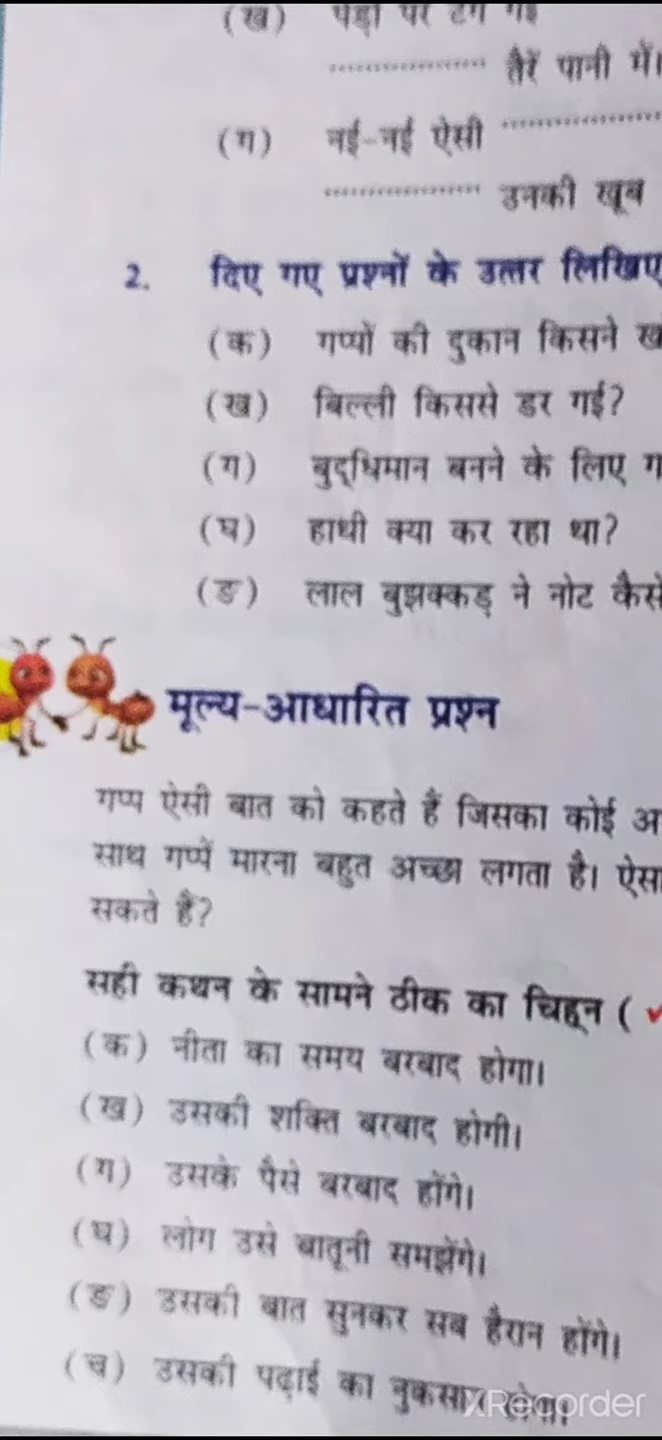 (ख) पेड़ों पर टंग गई
.................. तैरें पानी में।
(ग) नई-नई ऐसी ..................
.................. उनकी खूब
2. दिए गए प्रश्नों के उत्तर लिखिए
(क) गप्पों की दुकान किसने
(ख) बिल्ली किससे डर गई?
(ग) बुद्धिमान बनने के लिए
(घ) हाथी क्या कर रहा था?
(ङ) लाल बुझक्कड़ ने नोट कैसे
मूल्य-आधारित प्रश्न
गप्प ऐसी बात को कहते हैं जिसका कोई
साथ गप्पें मारना बहुत अच्छा लगता है। ऐसा
सकते हैं?
सही कथन के सामने ठीक का चिह्न ( ✓
(क) नीता का समय बरबाद होगा।
(ख) उसकी शक्ति बरबाद होगी।
(ग) उसके पैसे बरबाद होंगे।
(घ) लोग उसे बातूनी समझेंगे।
(ङ) उसकी बात सुनकर सब हैरान होंगे।
(च) उसकी पढ़ाई का नुकसान होगा।
XRecorder